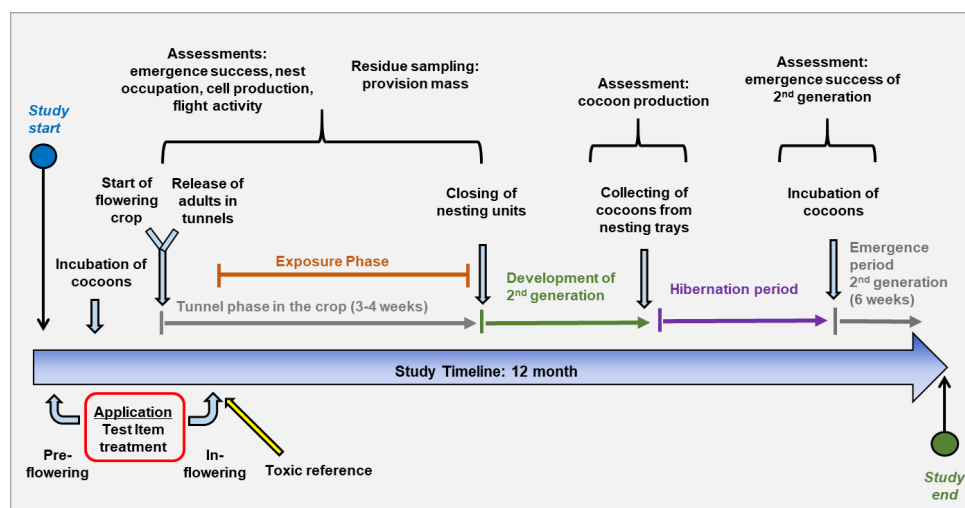 Assessments:
emergence success, nest
occupation, cell production,
flight activity
Residue sampling:
provision mass
Assessment:
cocoon production
Assessment:
emergence success of
2nd generation
Study
start
Start of
flowering
crop
Release of
adults in
tunnels
Closing of
nesting units
Collecting of
cocoons from
nesting trays
Incubation of
cocoons
Incubation of
cocoons
Exposure Phase
Tunnel phase in the crop (3-4 weeks)
Development of
2nd generation
Hibernation period
Emergence
period
2nd generation
(6 weeks)
Study Timeline: 12 month
Application
Test Item
treatment
Pre-
flowering
In-
flowering
Toxic reference
Study
end